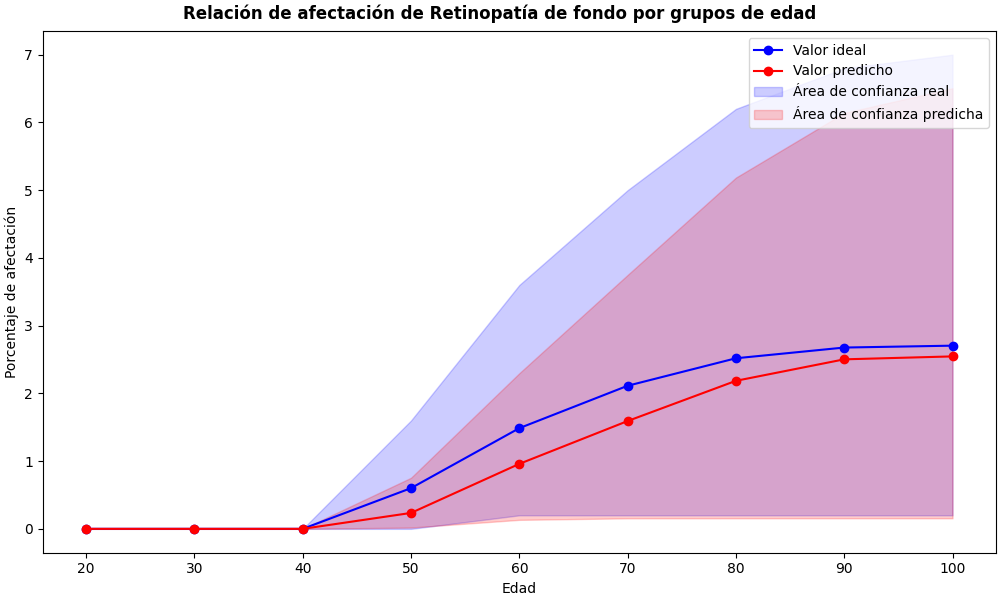 Relación de afectación de Retinopatía de fondo por grupos de edad
Valor ideal
Valor predicho
Área de confianza real
Área de confianza predicha
Porcentaje de afectación
7
6
5
4
3
2
1
0
20 30 40 50 60 70 80 90 100
Edad